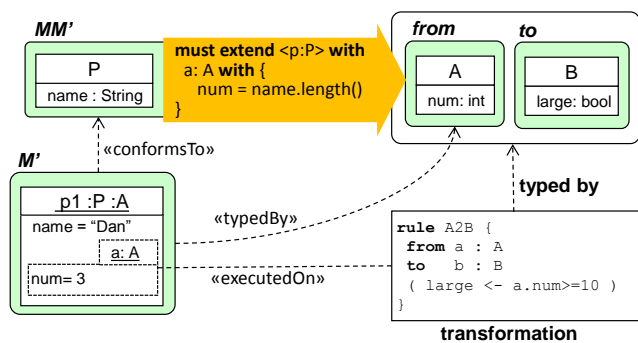 MM’
P
name : String
must extend <p:P> with
a: A with {
num = name.length()
}
from
A
num: int
to
B
large: bool
«conformsTo»
M’
p1 :P :A
name = “Dan”
a: A
num= 3
«typedBy»
«executedOn»
typed by
rule A2B {
from a : A
to b : B
( large <- a.num>=10 )
}
transformation